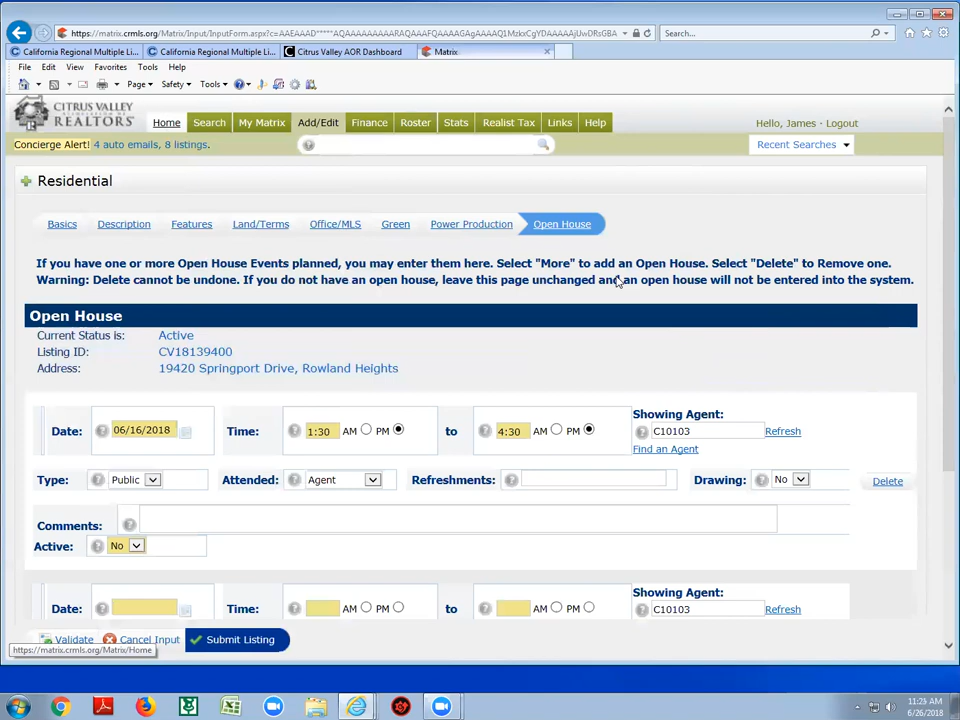 https://matrix.crmls.org/Matrix/Input/InputForm.aspx?c=AAEAAAD*****AQAAAAAAAAARAQAAAFQAAAAGAgAAAAQ1MzkrCgYDAAAAAjUwDRsGBA
Search...
California Regional Multiple Li...
California Regional Multiple Li...
Citrus Valley AOR Dashboard
Matrix
File Edit View Favorites Tools Help
Page Safety Tools
CITRUS VALLEY
REALTORS
Home Search My Matrix Add/Edit Finance Roster Stats Realist Tax Links Help
Hello, James - Logout
Concierge Alert! 4 auto emails, 8 listings.
Recent Searches
Residential
Basics Description Features Land/Terms Office/MLS Green Power Production Open House
If you have one or more Open House Events planned, you may enter them here. Select "More" to add an Open House. Select "Delete" to Remove one.
Warning: Delete cannot be undone. If you do not have an open house, leave this page unchanged and an open house will not be entered into the system.
Open House
Current Status is: Active
Listing ID: CV18139400
Address: 19420 Springport Drive, Rowland Heights
Date: 06/16/2018 Time: 1:30 AM PM to 4:30 AM PM
Showing Agent:
C10103 Refresh
Find an Agent
Type: Public Attended: Agent Refreshments: Drawing: No
Delete
Comments:
Active: No
Date: Time: AM PM to AM PM
Showing Agent:
C10103 Refresh
Validate Cancel Input Submit Listing
https://matrix.crmls.org/Matrix/Home
11:25 AM
6/26/2018